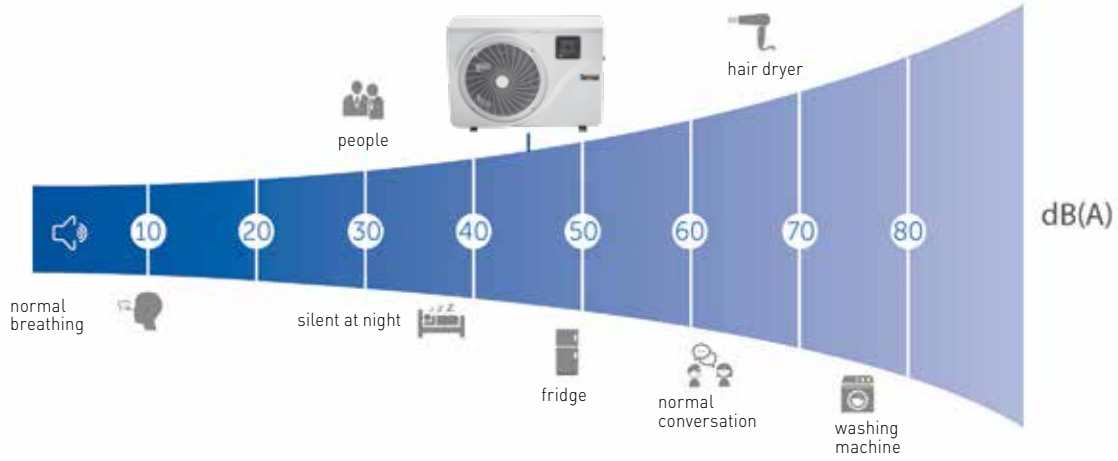 hair dryer
people
10
20
30
40
50
60
70
80
dB(A)
normal
breathing
silent at night
zzZ
fridge
normal
conversation
washing
machine